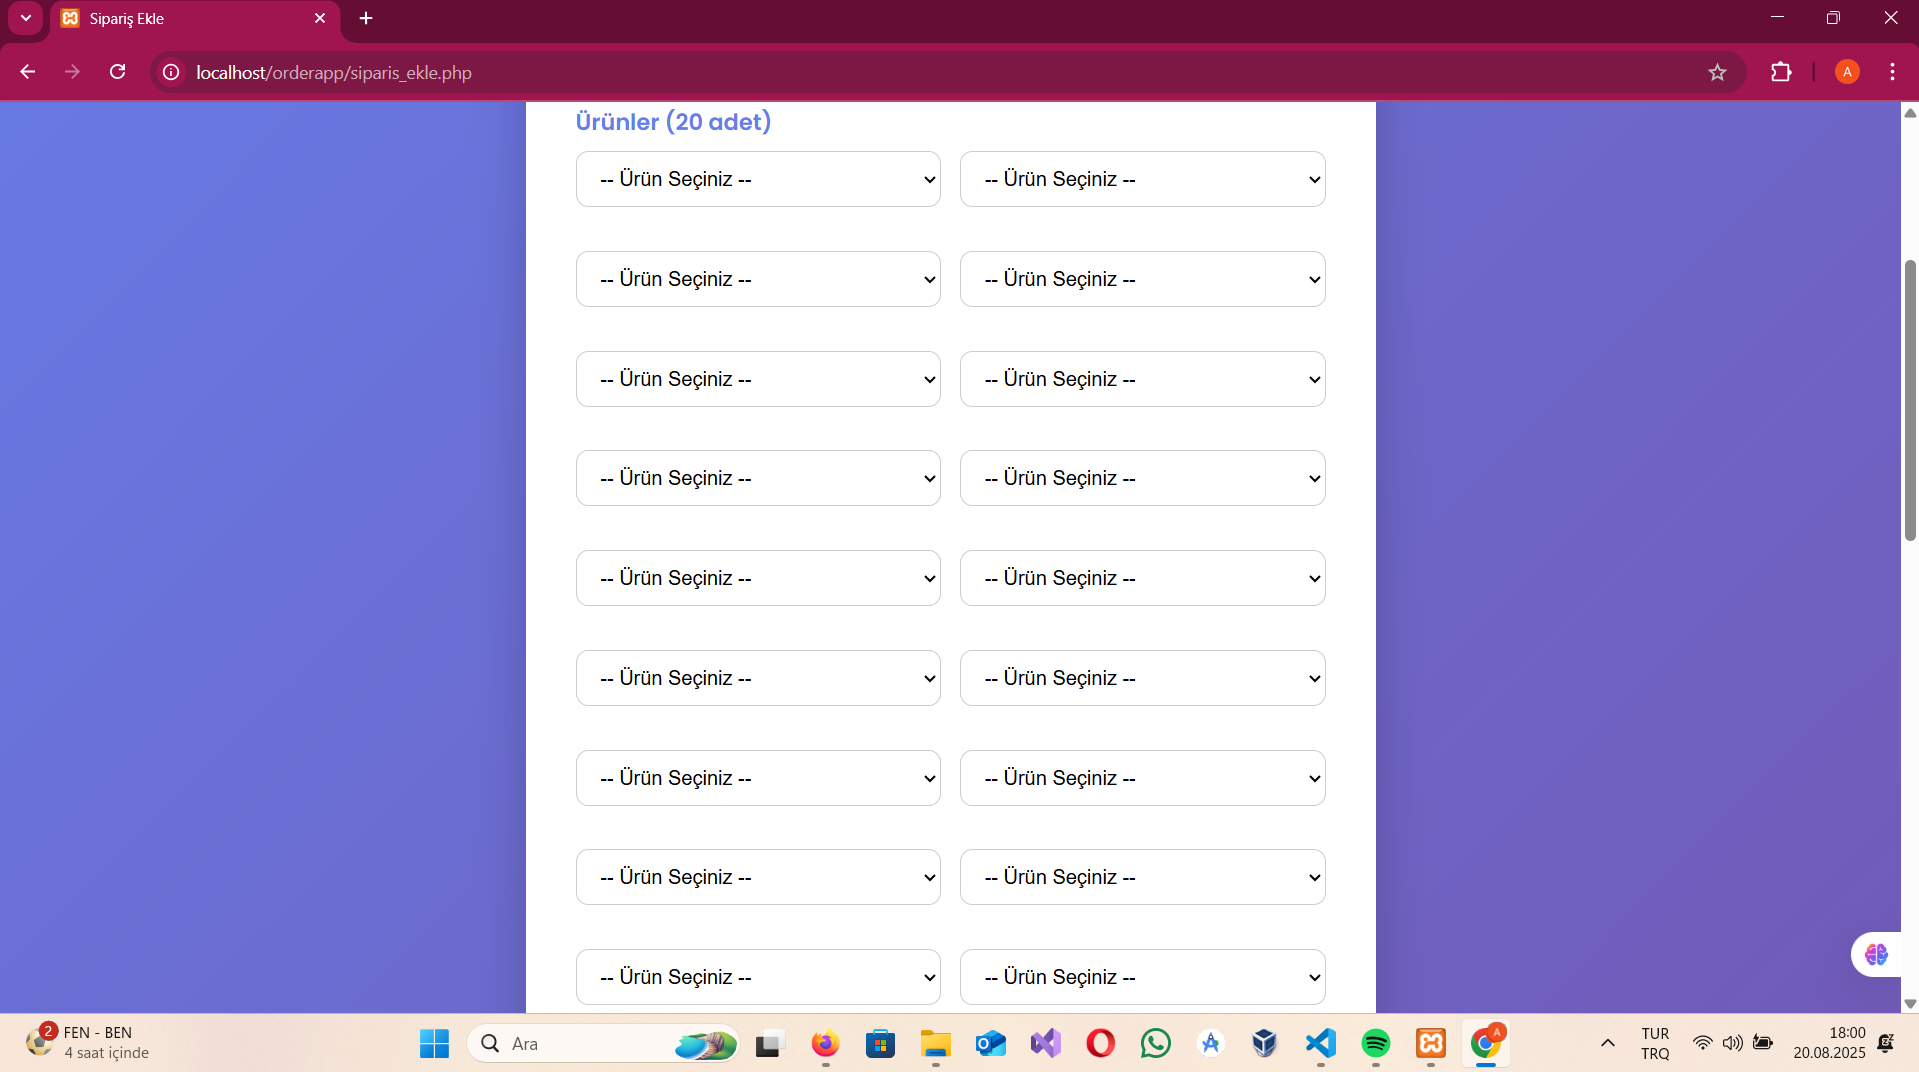 Sipariş Ekle
localhost/orderapp/siparis_ekle.php
A
Ürünler (20 adet)
-- Ürün Seçiniz -- -- Ürün Seçiniz --
-- Ürün Seçiniz -- -- Ürün Seçiniz --
-- Ürün Seçiniz -- -- Ürün Seçiniz --
-- Ürün Seçiniz -- -- Ürün Seçiniz --
-- Ürün Seçiniz -- -- Ürün Seçiniz --
-- Ürün Seçiniz -- -- Ürün Seçiniz --
-- Ürün Seçiniz -- -- Ürün Seçiniz --
-- Ürün Seçiniz -- -- Ürün Seçiniz --
-- Ürün Seçiniz -- -- Ürün Seçiniz --
2
FEN - BEN
4 saat içinde
Ara
A
TUR
TRQ
18:00
20.08.2025